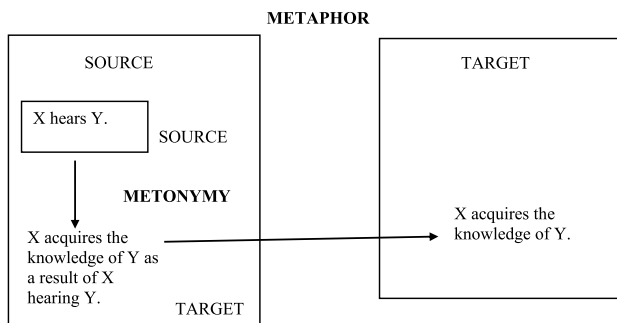 METAPHOR
SOURCE
TARGET
X hears Y.
SOURCE
METONYMY
X acquires the
knowledge of Y as
a result of X
hearing Y.
TARGET
X acquires the
knowledge of Y.